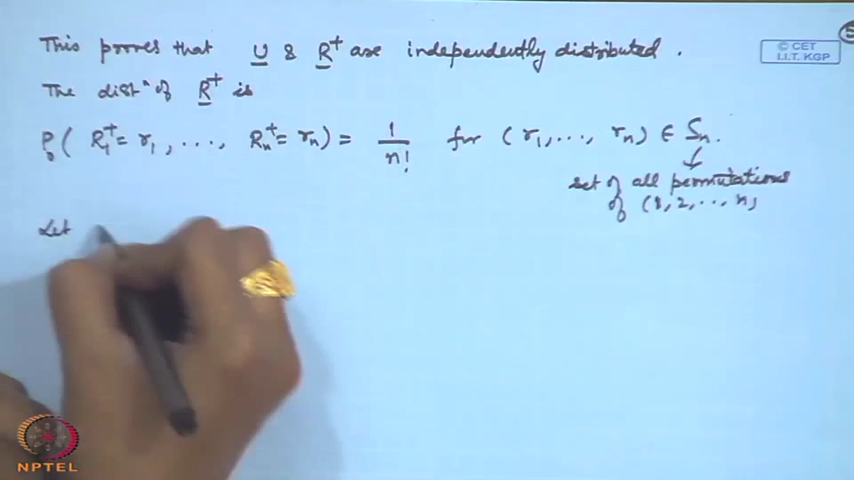 This proves that U & R⁺ are independently distributed.
© CET
I.I.T. KGP
The distⁿ of R⁺ is
P₀( R₁⁺ = r₁, ..., Rₙ⁺ = rₙ) = 1/n! for (r₁, ..., rₙ) ∈ Sₙ.
set of all permutations
of (1, 2, ..., n)
Let
NPTEL